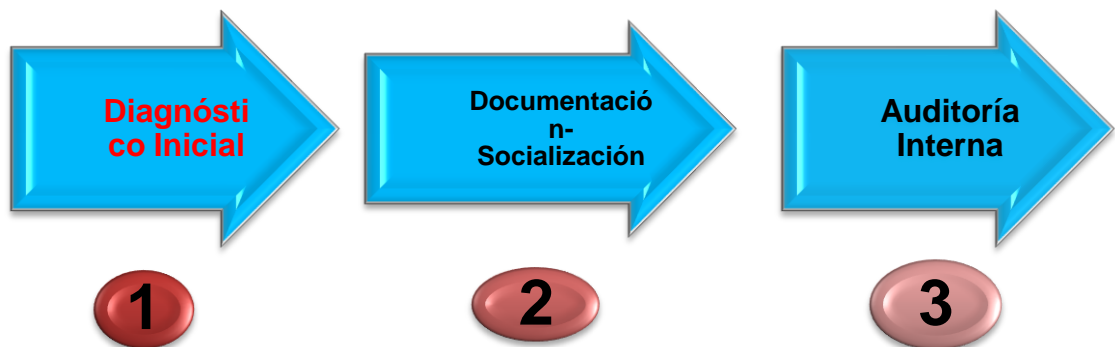 Diagnósti
co Inicial
Documentació
n-
Socialización
Auditoría
Interna
1
2
3